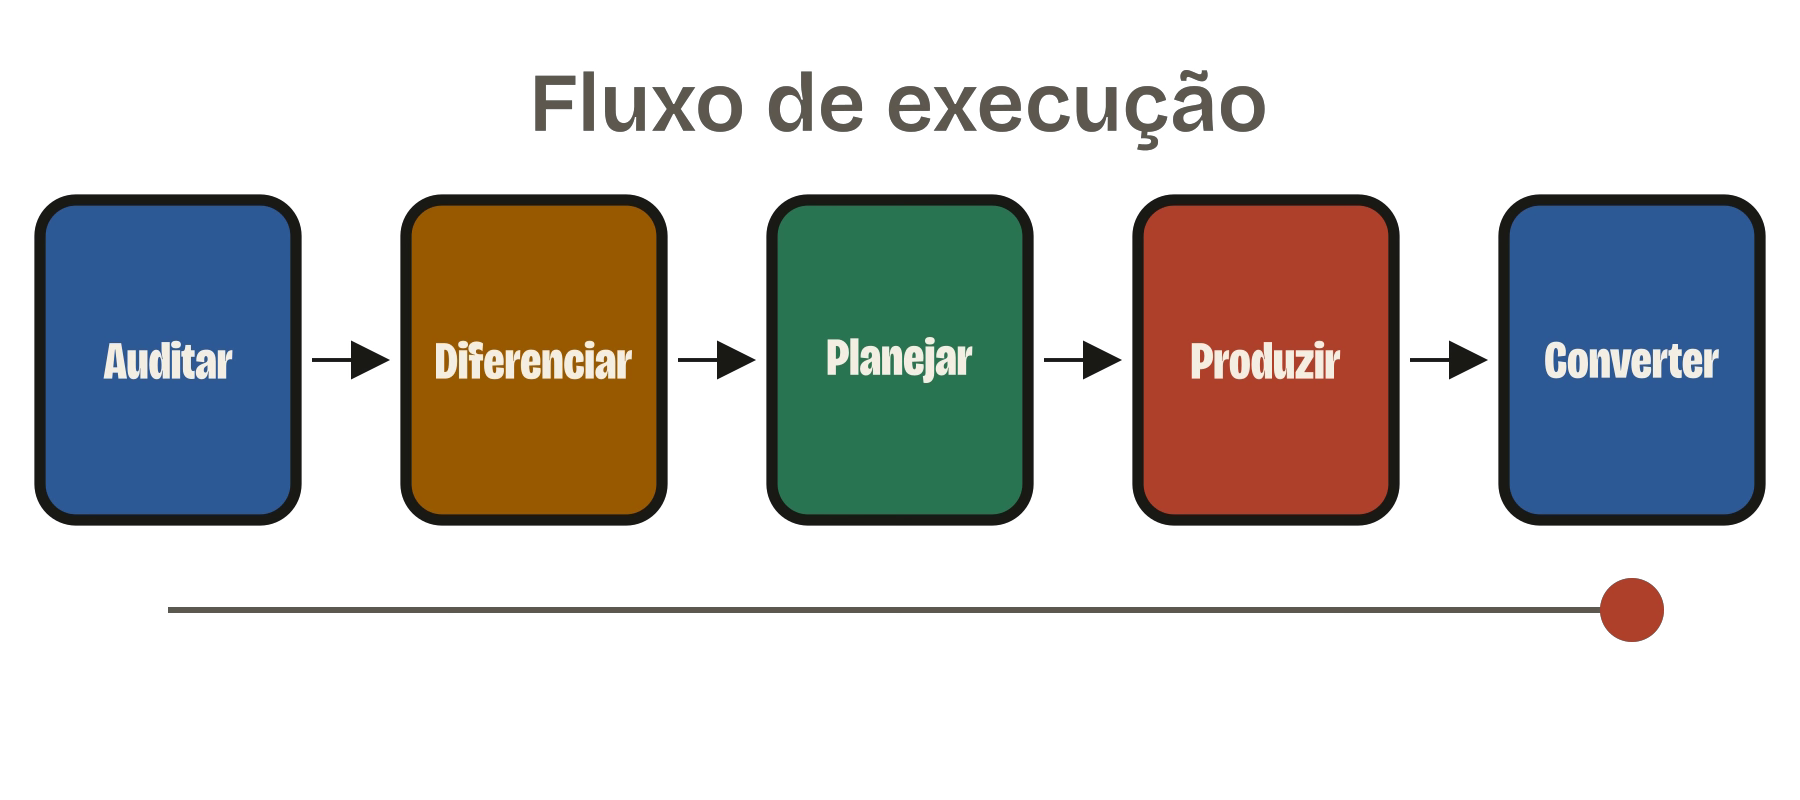 Fluxo de execução
Auditar
Diferenciar
Planejar
Produzir
Converter